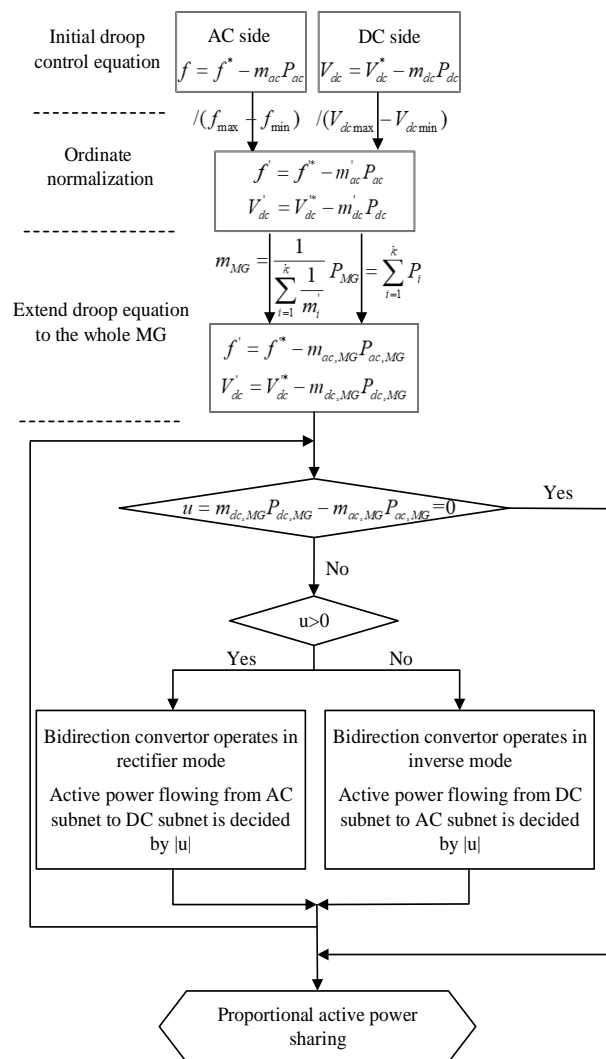 Initial droop
control equation
AC side
f = f* − m_ac P_ac
DC side
V_dc = V*_dc − m_dc P_dc
/(f_max − f_min)
/(V_dcmax − V_dcmin)
Ordinate
normalization
f' = f'* − m'_ac P_ac
V'_dc = V'*_dc − m'_dc P_dc
m_MG = 1 / (∑_{i=1}^{k} 1/m'_i)
P_MG = ∑_{i=1}^{k} P_i
Extend droop equation
to the whole MG
f' = f'* − m_ac,MG P_ac,MG
V'_dc = V'*_dc − m_dc,MG P_dc,MG
u = m_dc,MG P_dc,MG − m_ac,MG P_ac,MG =0
Yes
No
u>0
Yes
No
Bidirection convertor operates in
rectifier mode
Active power flowing from AC
subnet to DC subnet is decided
by |u|
Bidirection convertor operates in
inverse mode
Active power flowing from DC
subnet to AC subnet is decided
by |u|
Proportional active power
sharing